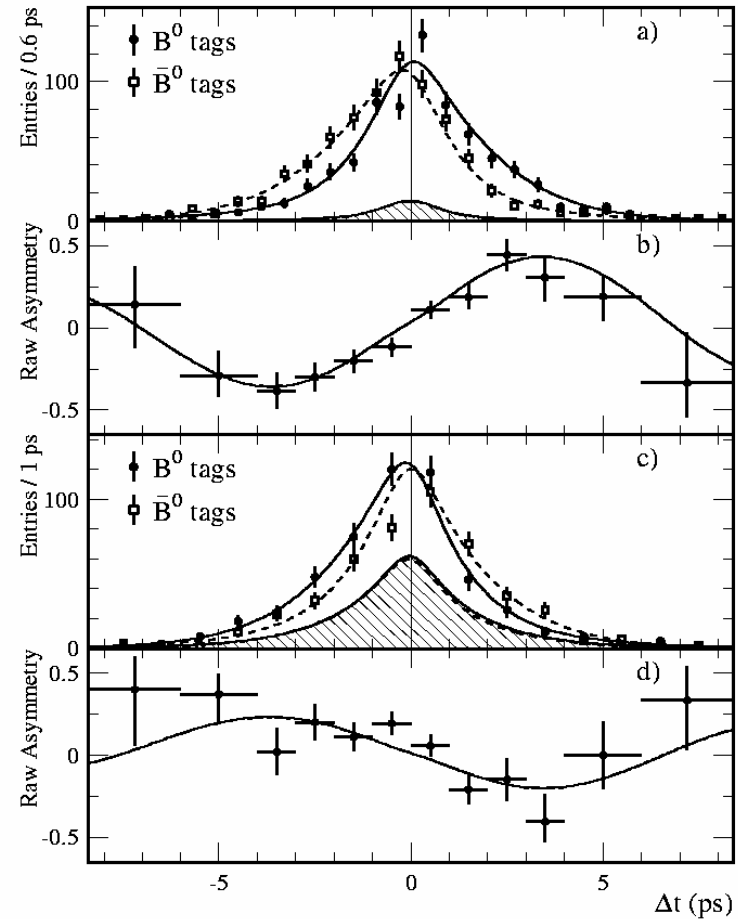 Entries / 0.6 ps
100
0
B⁰ tags
B̄⁰ tags
a)
Raw Asymmetry
0.5
0
-0.5
b)
Entries / 1 ps
100
0
B⁰ tags
B̄⁰ tags
c)
Raw Asymmetry
0.5
0
-0.5
d)
-5 0 5
Δt (ps)